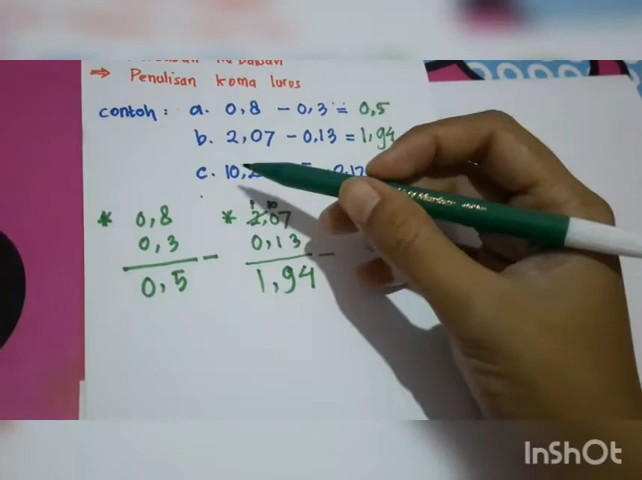 ⇒ Penulisan koma lurus
contoh : a. 0,8 - 0,3 = 0,5
b. 2,07 - 0,13 = 1,94
c. 10,2
* 0,8
0,3
0,5 -
* 2,07
0,13
1,94 -
InShOt